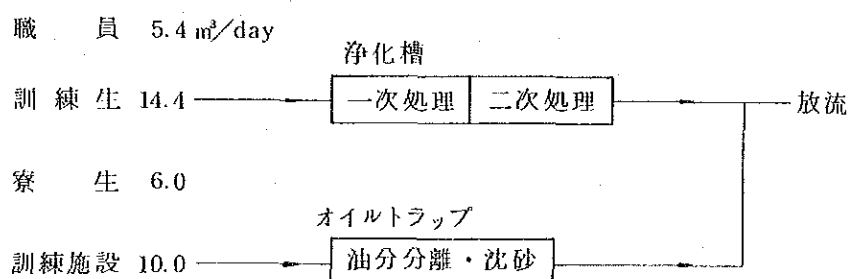 職員 5.4 ㎥/day
浄化槽
訓練生 14.4 一次処理 二次処理 放流
寮生 6.0
オイルトラップ
訓練施設 10.0 油分分離・沈砂